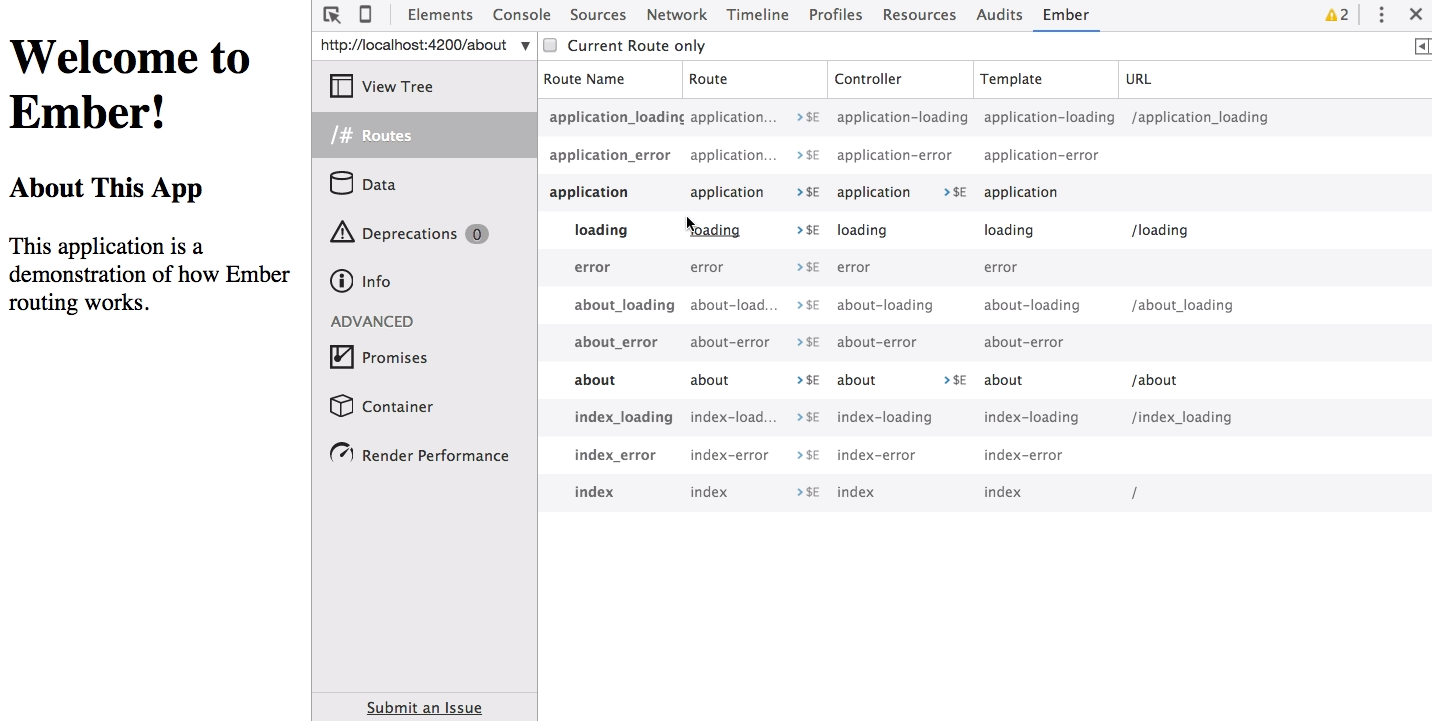 Welcome to
Ember!
About This App
This application is a
demonstration of how Ember
routing works.
Elements Console Sources Network Timeline Profiles Resources Audits Ember 2
http://localhost:4200/about ▼ Current Route only
View Tree
/# Routes
Data
Deprecations 0
Info
ADVANCED
Promises
Container
Render Performance
Submit an Issue
Route Name Route Controller Template URL
application_loading application... >$E application-loading application-loading /application_loading
application_error application... >$E application-error application-error
application application >$E application >$E application
loading loading >$E loading loading /loading
error error >$E error error
about_loading about-load... >$E about-loading about-loading /about_loading
about_error about-error >$E about-error about-error
about about >$E about >$E about /about
index_loading index-load... >$E index-loading index-loading /index_loading
index_error index-error >$E index-error index-error
index index >$E index index /